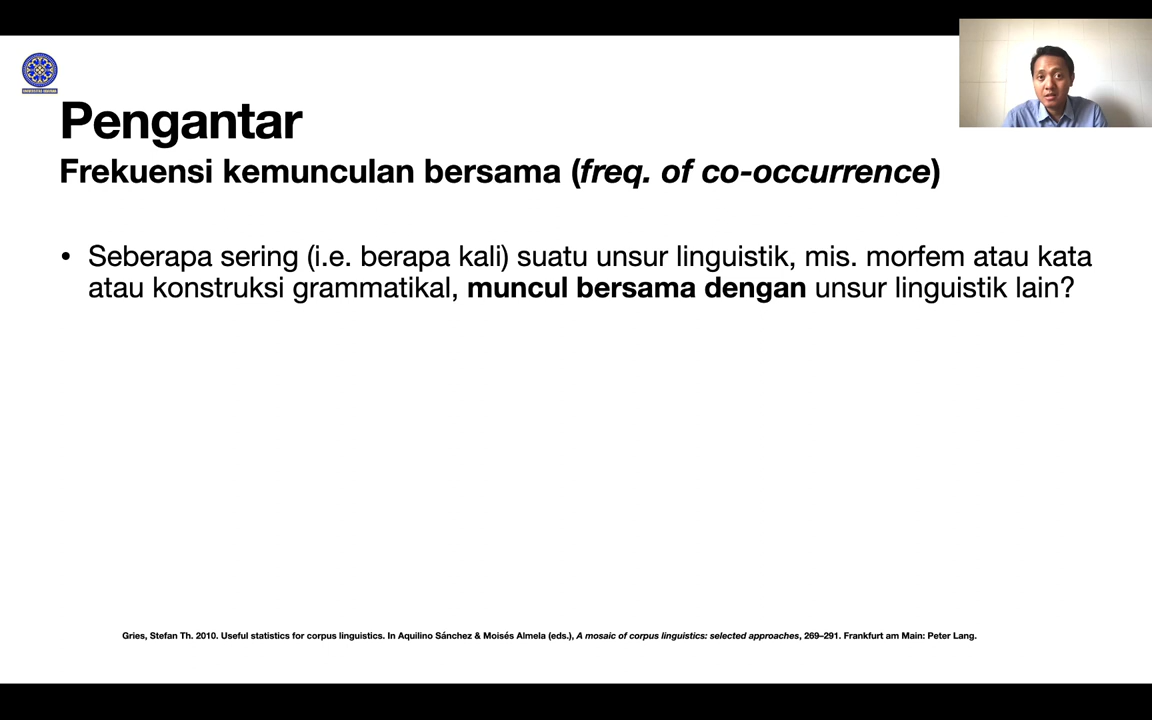 UNIVERSITAS UDAYANA
Pengantar
Frekuensi kemunculan bersama (freq. of co-occurrence)
• Seberapa sering (i.e. berapa kali) suatu unsur linguistik, mis. morfem atau kata
atau konstruksi grammatikal, muncul bersama dengan unsur linguistik lain?
Gries, Stefan Th. 2010. Useful statistics for corpus linguistics. In Aquilino Sánchez & Moisés Almela (eds.), A mosaic of corpus linguistics: selected approaches, 269–291. Frankfurt am Main: Peter Lang.